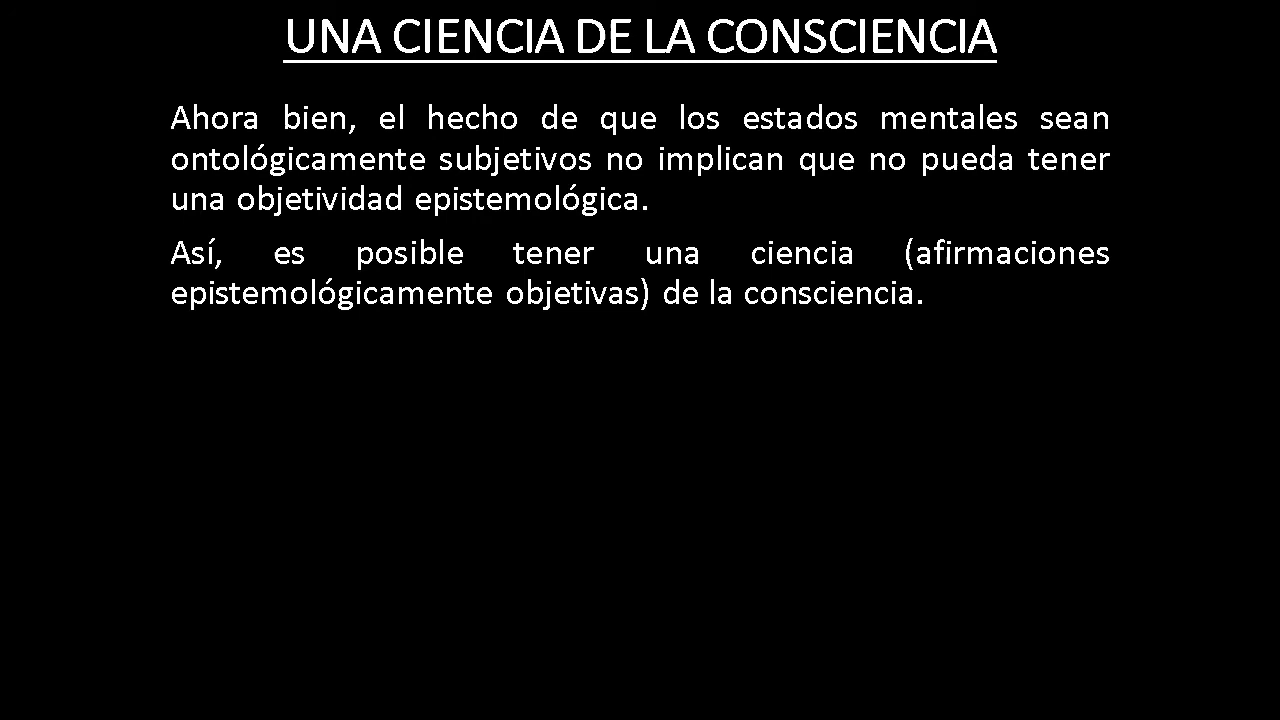 UNA CIENCIA DE LA CONSCIENCIA
Ahora bien, el hecho de que los estados mentales sean
ontológicamente subjetivos no implican que no pueda tener
una objetividad epistemológica.
Así, es posible tener una ciencia (afirmaciones
epistemológicamente objetivas) de la consciencia.